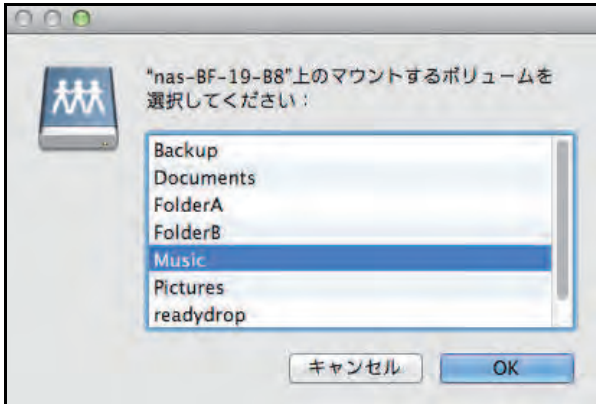 "nas-BF-19-B8"上のマウントするボリュームを
選択してください：
Backup
Documents
FolderA
FolderB
Music
Pictures
readydrop
キャンセル
OK